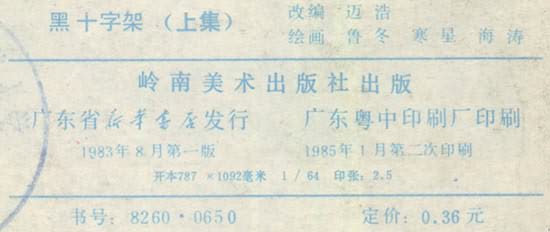 黑十字架（上集）
改编 迈浩
绘画 鲁冬 寒星 海涛
岭南美术出版社出版
广东省新华书店发行 广东粤中印刷厂印刷
1983年8月第一版 1985年1月第二次印刷
开本787×1092毫米 1/64 印张：2.5
书号：8260·0650 定价：0.36元